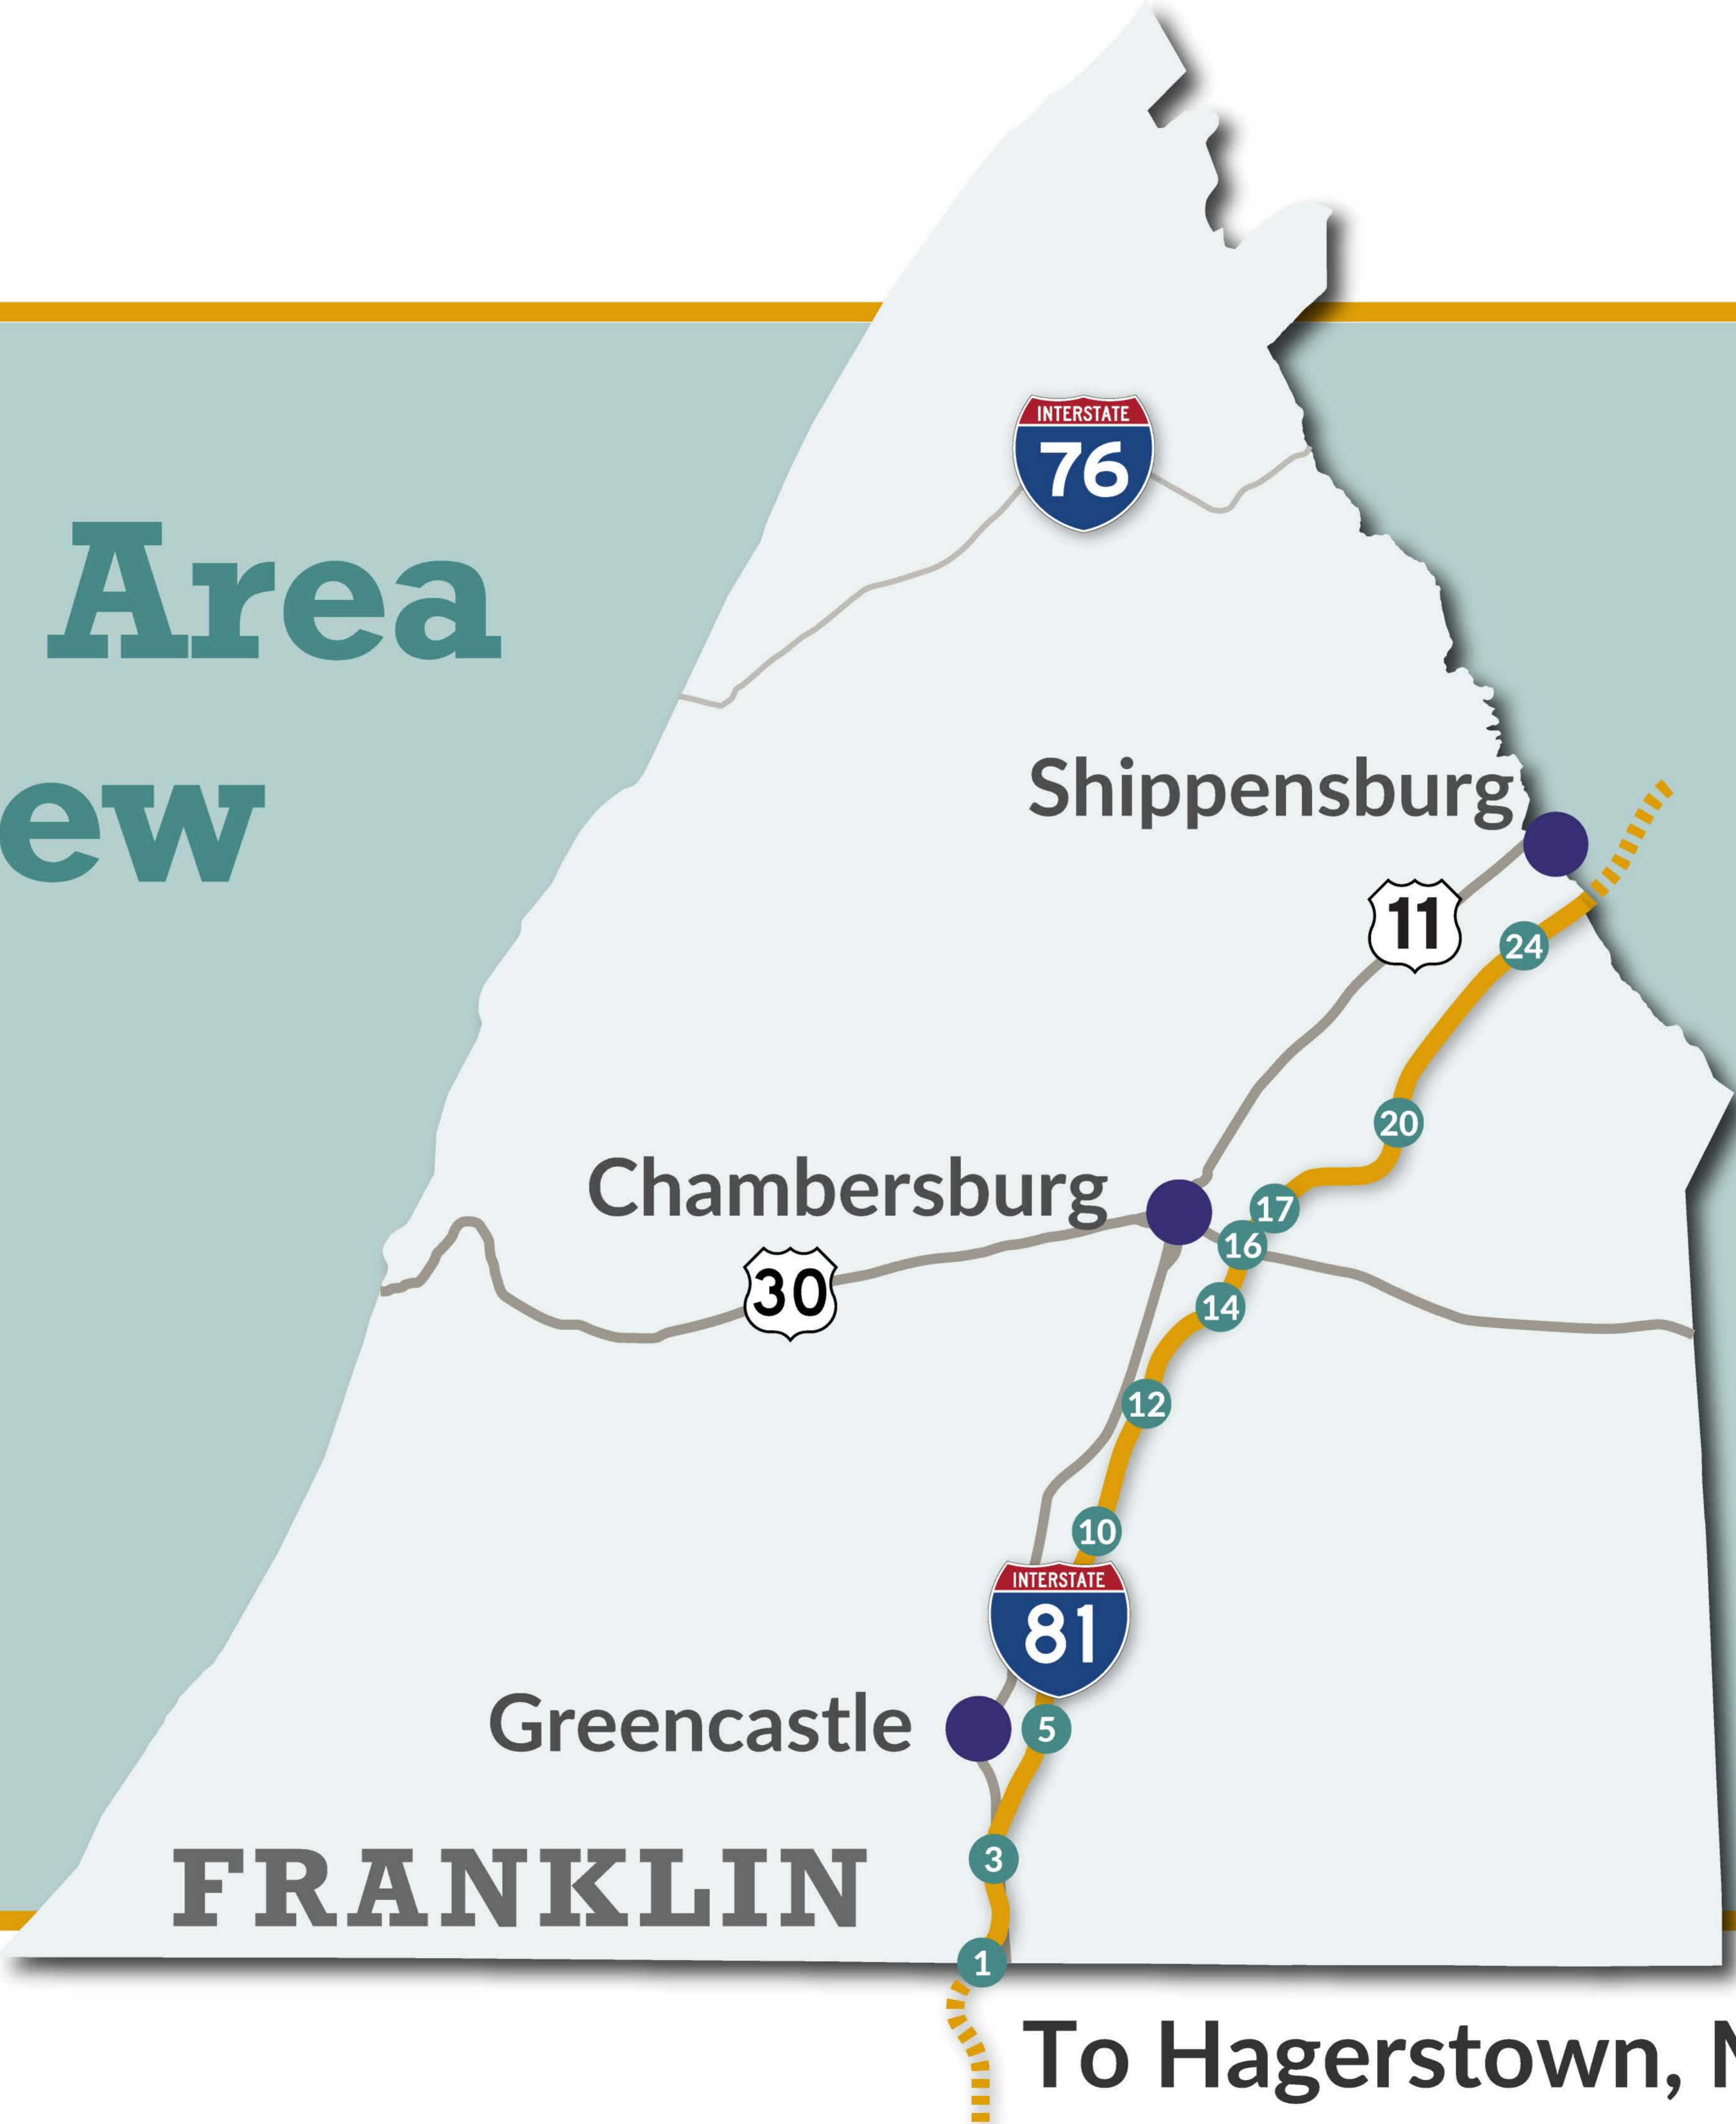 INTERSTATE
76
Area
ew
Shippensburg
11
24
20
Chambersburg
17
16
30
14
12
10
INTERSTATE
81
Greencastle
5
3
FRANKLIN
1
To Hagerstown,